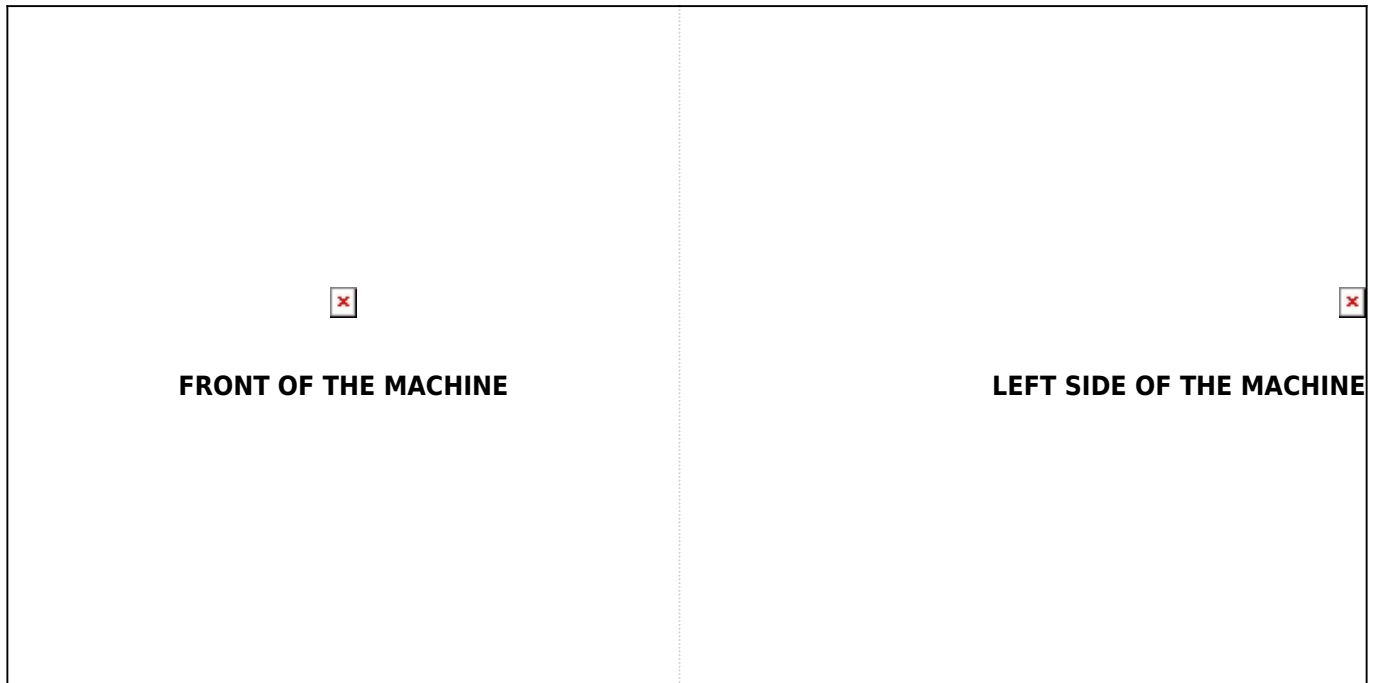 FRONT OF THE MACHINE
LEFT SIDE OF THE MACHINE